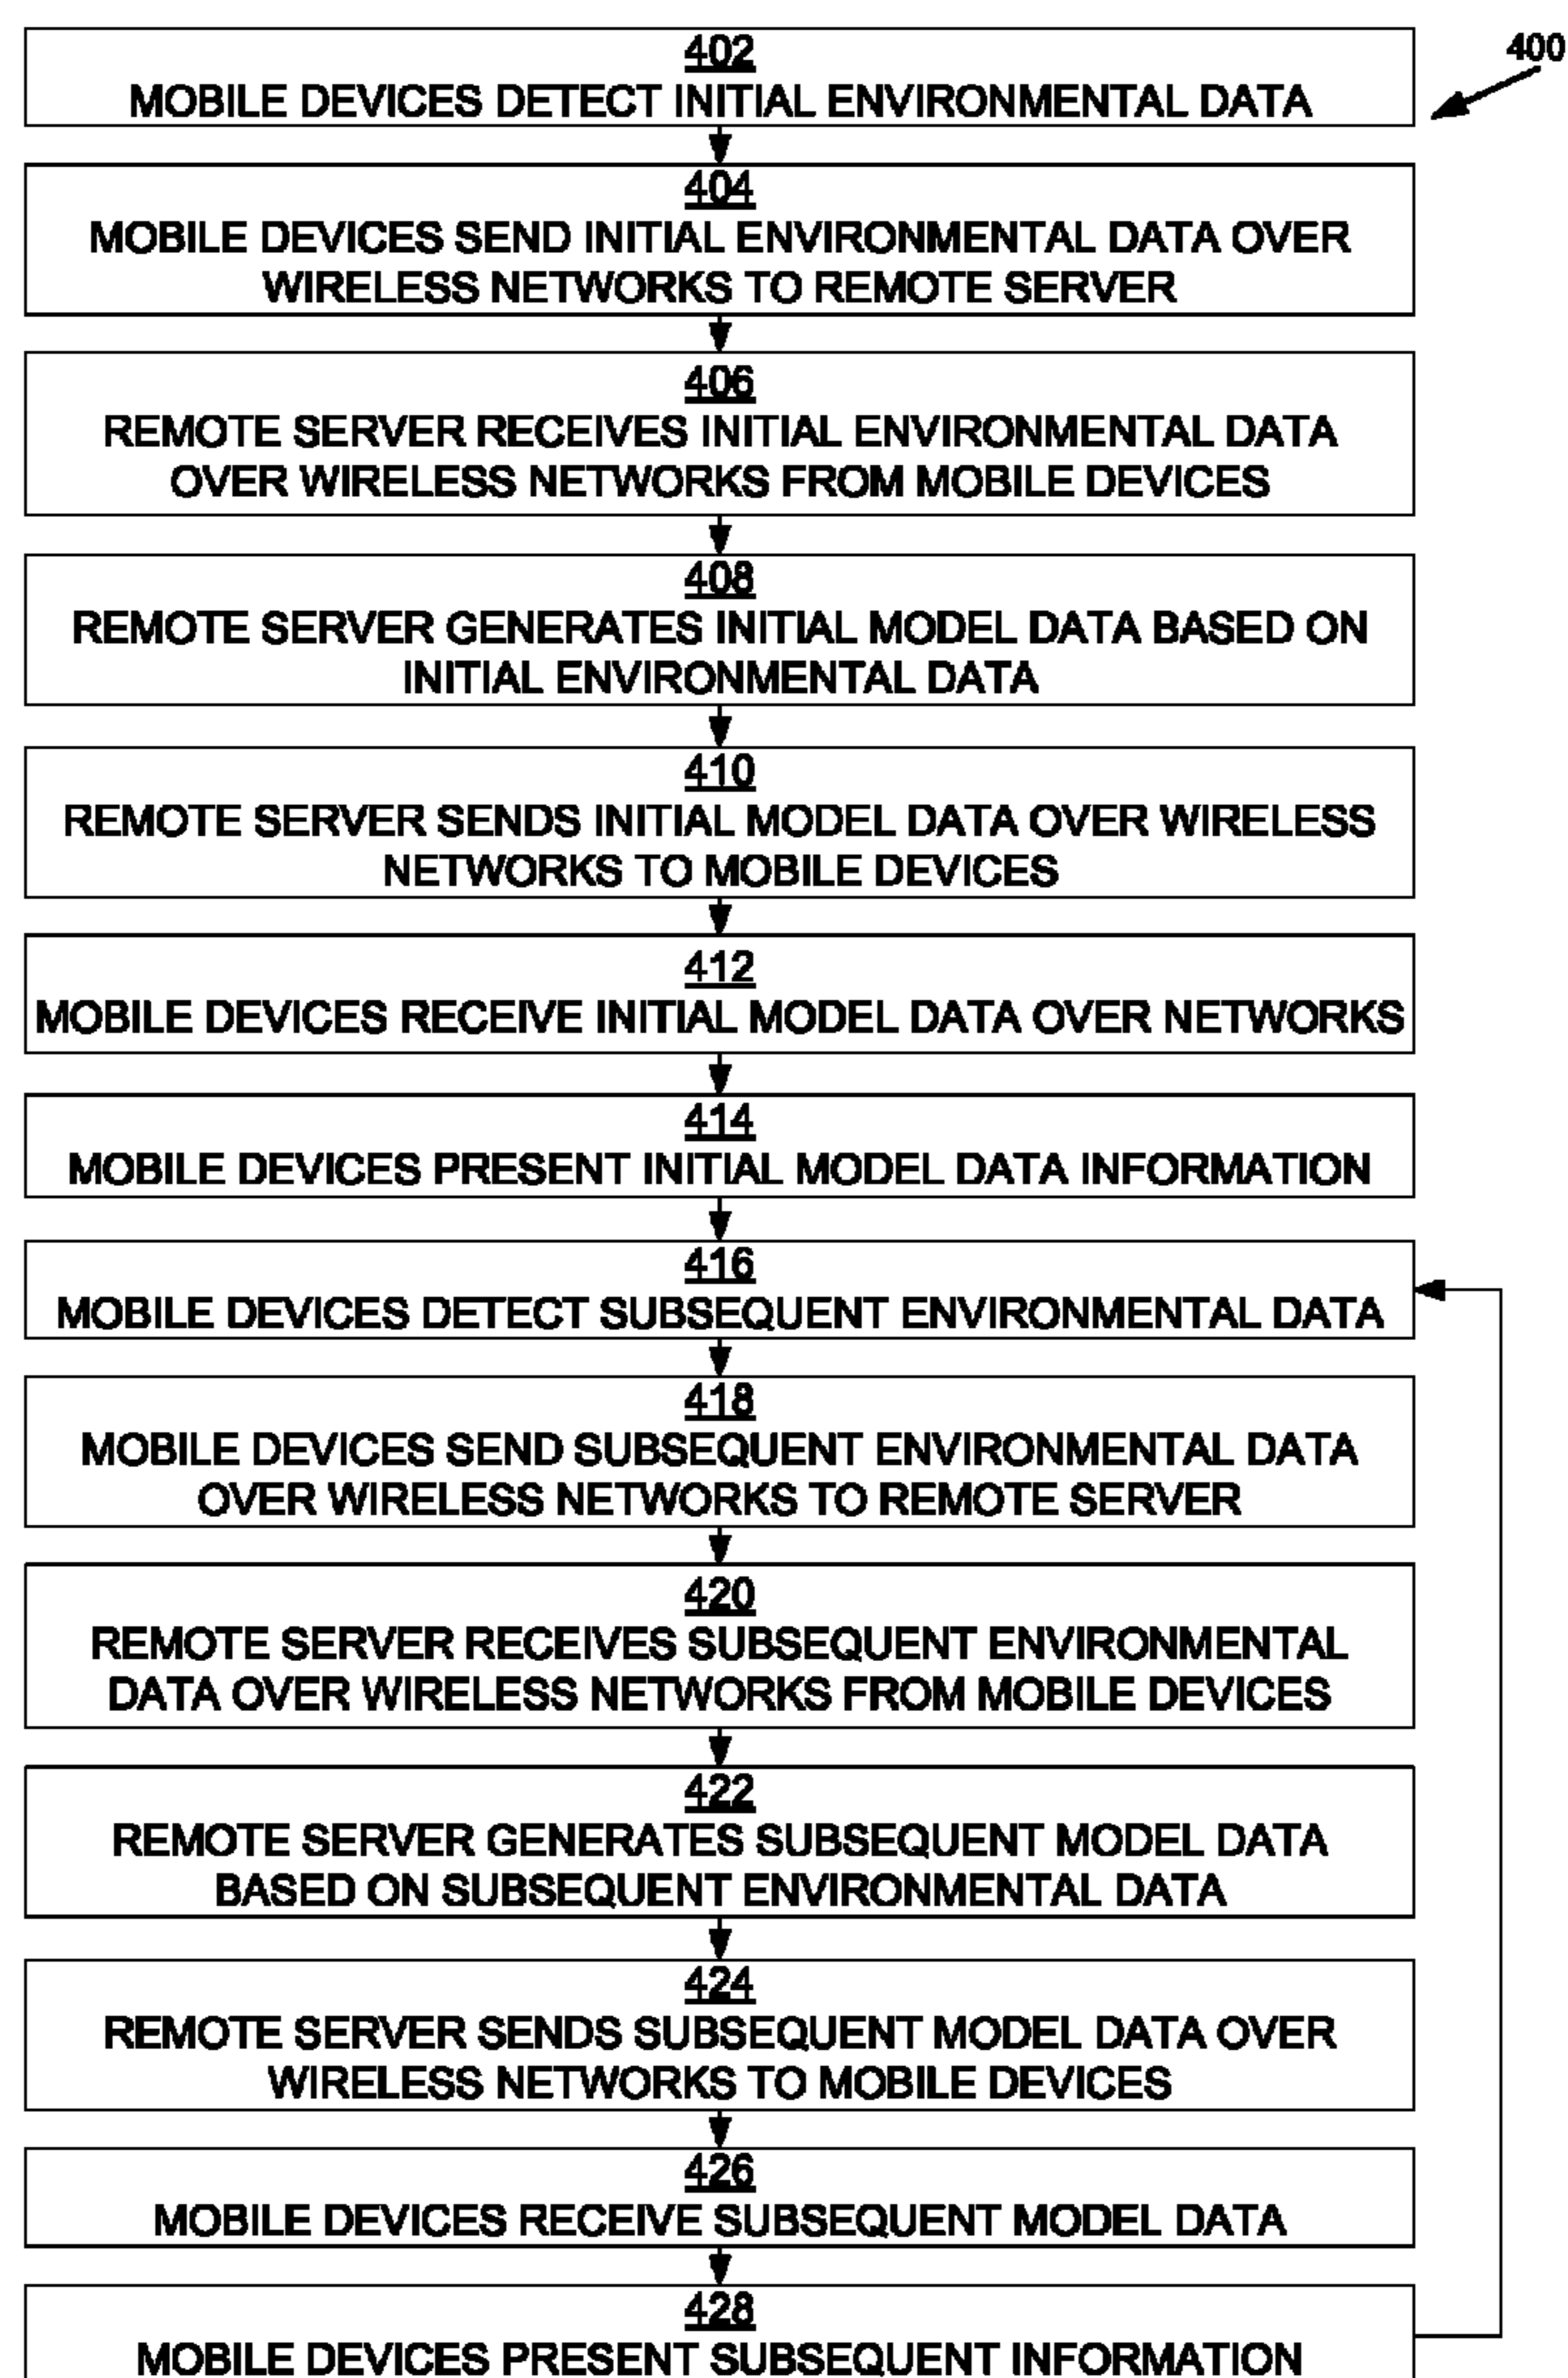 400
402
MOBILE DEVICES DETECT INITIAL ENVIRONMENTAL DATA
404
MOBILE DEVICES SEND INITIAL ENVIRONMENTAL DATA OVER
WIRELESS NETWORKS TO REMOTE SERVER
406
REMOTE SERVER RECEIVES INITIAL ENVIRONMENTAL DATA
OVER WIRELESS NETWORKS FROM MOBILE DEVICES
408
REMOTE SERVER GENERATES INITIAL MODEL DATA BASED ON
INITIAL ENVIRONMENTAL DATA
410
REMOTE SERVER SENDS INITIAL MODEL DATA OVER WIRELESS
NETWORKS TO MOBILE DEVICES
412
MOBILE DEVICES RECEIVE INITIAL MODEL DATA OVER NETWORKS
414
MOBILE DEVICES PRESENT INITIAL MODEL DATA INFORMATION
416
MOBILE DEVICES DETECT SUBSEQUENT ENVIRONMENTAL DATA
418
MOBILE DEVICES SEND SUBSEQUENT ENVIRONMENTAL DATA
OVER WIRELESS NETWORKS TO REMOTE SERVER
420
REMOTE SERVER RECEIVES SUBSEQUENT ENVIRONMENTAL
DATA OVER WIRELESS NETWORKS FROM MOBILE DEVICES
422
REMOTE SERVER GENERATES SUBSEQUENT MODEL DATA
BASED ON SUBSEQUENT ENVIRONMENTAL DATA
424
REMOTE SERVER SENDS SUBSEQUENT MODEL DATA OVER
WIRELESS NETWORKS TO MOBILE DEVICES
426
MOBILE DEVICES RECEIVE SUBSEQUENT MODEL DATA
428
MOBILE DEVICES PRESENT SUBSEQUENT INFORMATION